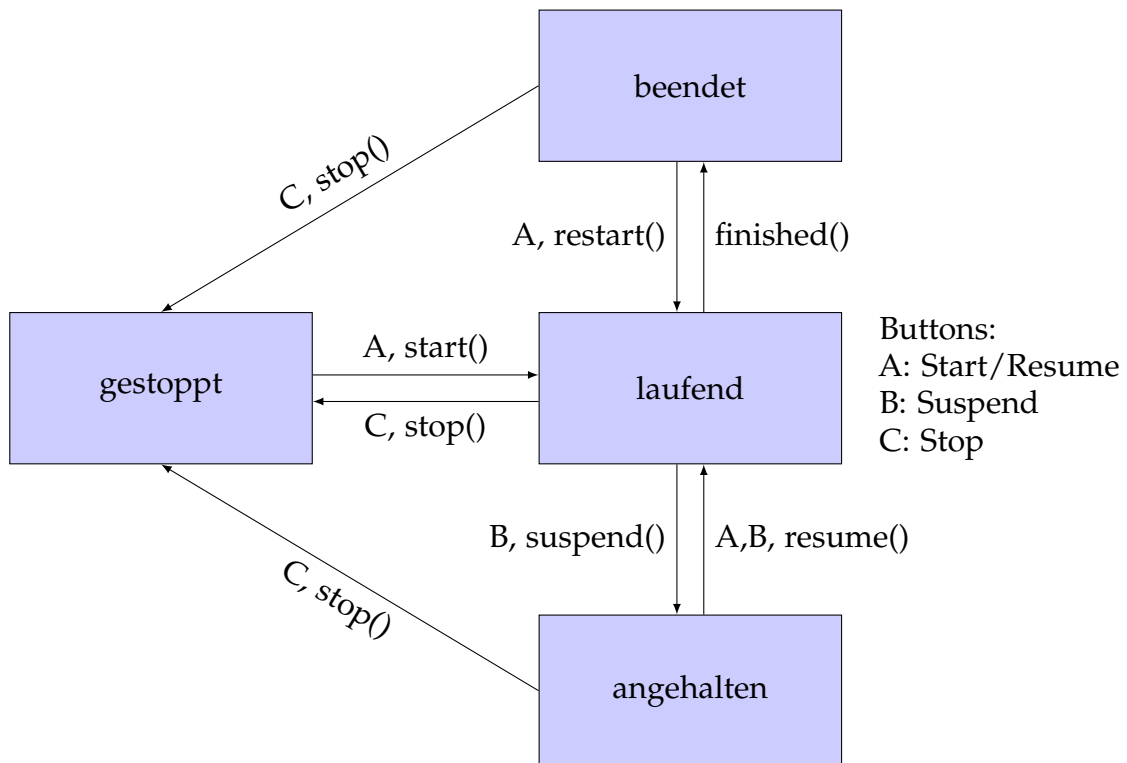 beendet
C, stop()
A, restart()
finished()
gestoppt
A, start()
C, stop()
laufend
Buttons:
A: Start/Resume
B: Suspend
C: Stop
B, suspend()
A,B, resume()
C, stop()
angehalten